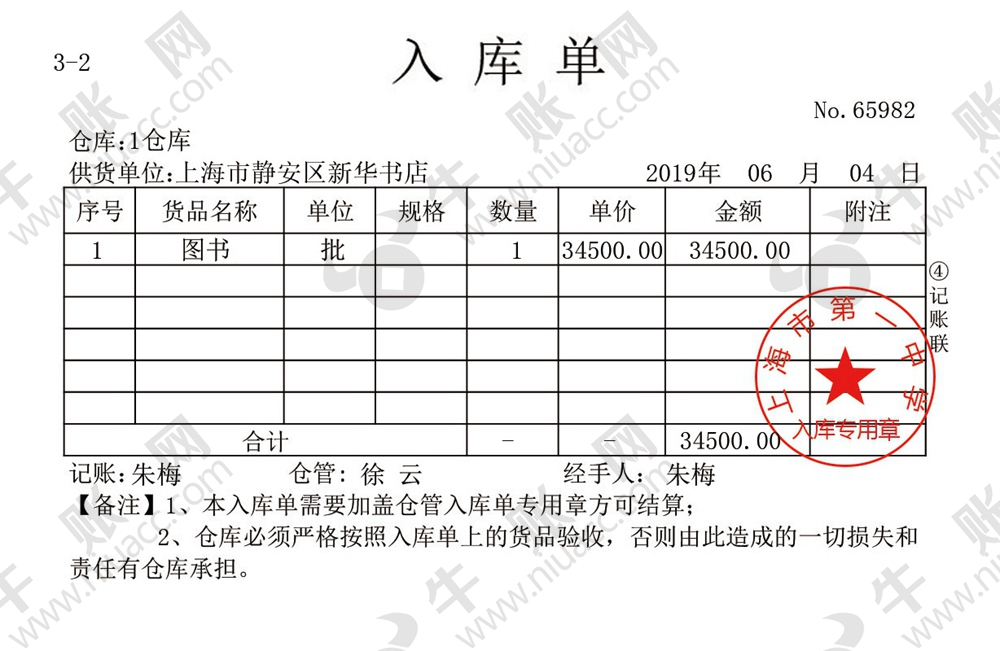 3-2
入库单
No.65982
仓库:1仓库
供货单位:上海市静安区新华书店 2019年 06 月 04 日
序号 货品名称 单位 规格 数量 单价 金额 附注
1 图书 批 1 34500.00 34500.00
④记账联
上海市第一中学
入库专用章
合计 - - 34500.00
记账:朱梅 仓管:徐 云 经手人: 朱梅
【备注】1、本入库单需要加盖仓管入库单专用章方可结算;
2、仓库必须严格按照入库单上的货品验收，否则由此造成的一切损失和
责任有仓库承担。
牛账网
www.niuacc.com